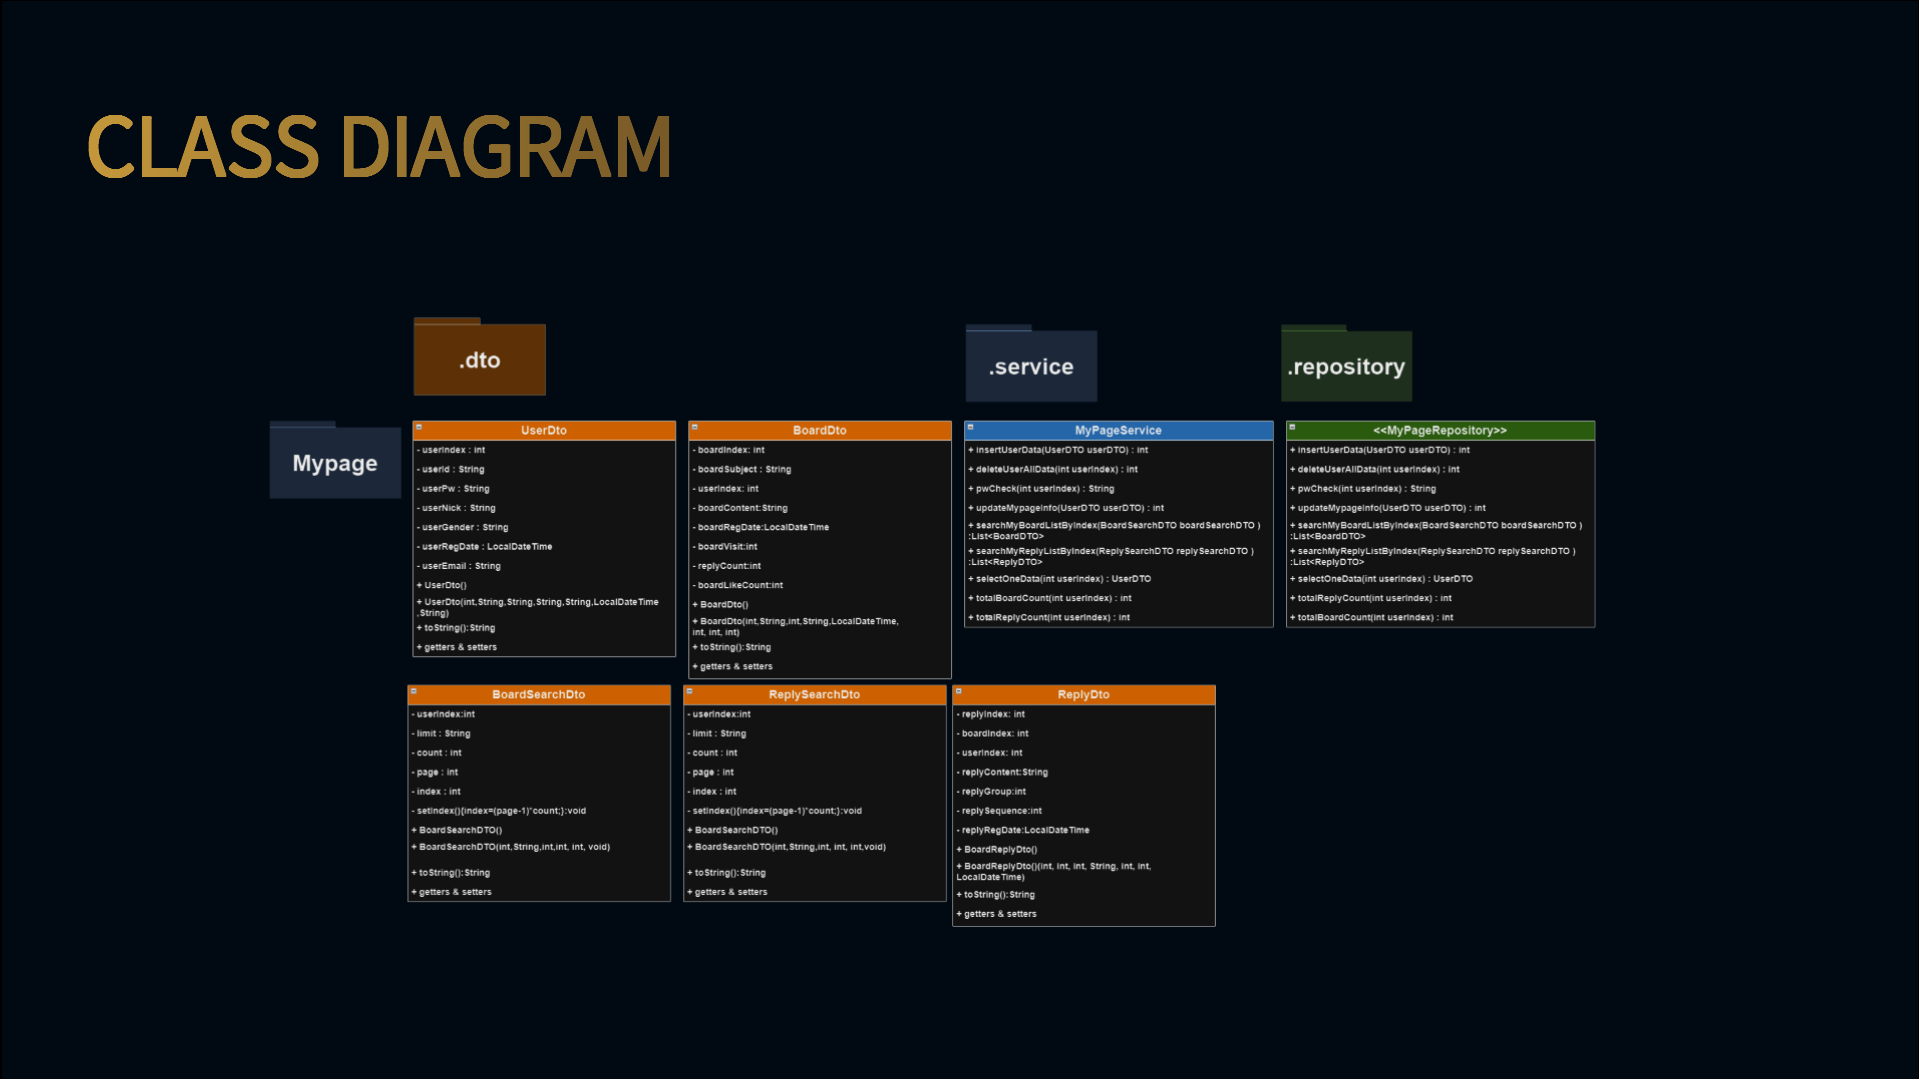 CLASS DIAGRAM
.dto
.service
.repository
Mypage
UserDto
- userIndex : int
- userId : String
- userPw : String
- userNick : String
- userGender : String
- userRegDate : LocalDateTime
- userEmail : String
+ UserDto()
+ UserDto(int,String,String,String,String,LocalDateTime
,String)
+ toString():String
+ getters & setters
BoardDto
- boardIndex: int
- boardSubject : String
- userIndex: int
- boardContent:String
- boardRegDate:LocalDateTime
- boardVisit:int
- replyCount:int
- boardLikeCount:int
+ BoardDto()
+ BoardDto(int,String,int,String,LocalDateTime,
int, int, int)
+ toString():String
+ getters & setters
MyPageService
+ insertUserData(UserDTO userDTO) : int
+ deleteUserAllData(int userIndex) : int
+ pwCheck(int userIndex) : String
+ updateMypageInfo(UserDTO userDTO) : int
+ searchMyBoardListByIndex(BoardSearchDTO boardSearchDTO )
:List<BoardDTO>
+ searchMyReplyListByIndex(ReplySearchDTO replySearchDTO )
:List<ReplyDTO>
+ selectOneData(int userIndex) : UserDTO
+ totalBoardCount(int userIndex) : int
+ totalReplyCount(int userIndex) : int
<<MyPageRepository>>
+ insertUserData(UserDTO userDTO) : int
+ deleteUserAllData(int userIndex) : int
+ pwCheck(int userIndex) : String
+ updateMypageInfo(UserDTO userDTO) : int
+ searchMyBoardListByIndex(BoardSearchDTO boardSearchDTO )
:List<BoardDTO>
+ searchMyReplyListByIndex(ReplySearchDTO replySearchDTO )
:List<ReplyDTO>
+ selectOneData(int userIndex) : UserDTO
+ totalReplyCount(int userIndex) : int
+ totalBoardCount(int userIndex) : int
BoardSearchDto
- userIndex:int
- limit : String
- count : int
- page : int
- index : int
- setIndex(){index=(page-1)*count;}:void
+ BoardSearchDTO()
+ BoardSearchDTO(int,String,int,int, int, void)
+ toString():String
+ getters & setters
ReplySearchDto
- userIndex:int
- limit : String
- count : int
- page : int
- index : int
- setIndex(){index=(page-1)*count;}:void
+ BoardSearchDTO()
+ BoardSearchDTO(int,String,int, int, int,void)
+ toString():String
+ getters & setters
ReplyDto
- replyIndex: int
- boardIndex: int
- userIndex: int
- replyContent:String
- replyGroup:int
- replySequence:int
- replyRegDate:LocalDateTime
+ BoardReplyDto()
+ BoardReplyDto()(int, int, int, String, int, int,
LocalDateTime)
+ toString():String
+ getters & setters